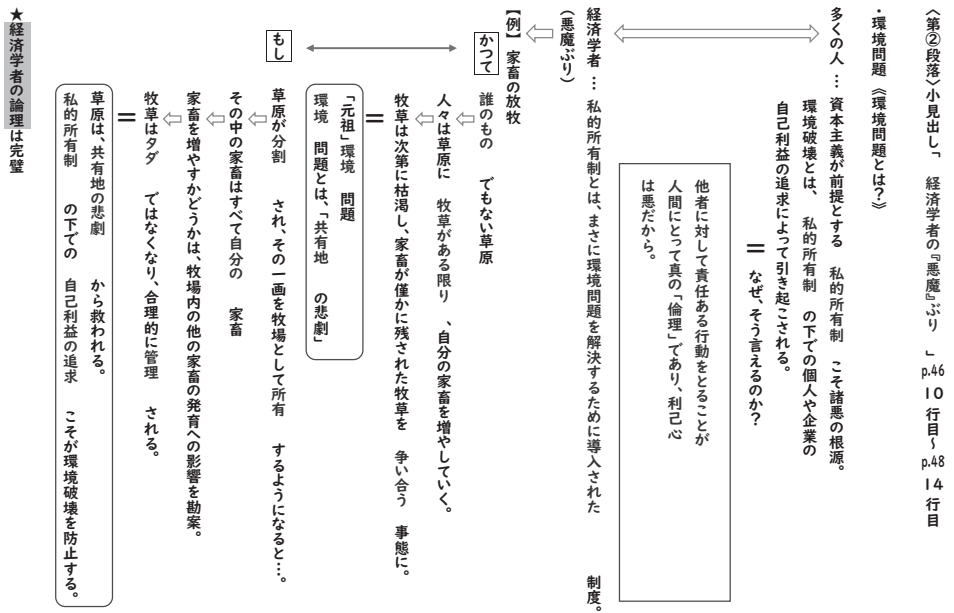 〈第②段落〉小見出し「 経済学者の『悪魔』ぶり 」p.46 10 行目～ p.48 14 行目
・環境問題《環境問題とは？》
多くの人 … 資本主義が前提とする 私的所有制 こそ諸悪の根源。
環境破壊とは、 私的所有制 の下での個人や企業の
自己利益の追求によって引き起こされる。
＝ なぜ、そう言えるのか？
他者に対して責任ある行動をとることが
人間にとって真の「倫理」であり、利己心
は悪だから。
経済学者 … 私的所有制とは、まさに環境問題を解決するために導入された 制度。
（悪魔ぶり）
【例】 家畜の放牧
かつて 誰のもの でもない草原
人々は草原に 牧草がある限り 、自分の家畜を増やしていく。
牧草は次第に枯渇し、家畜が僅かに残された牧草を 争い合う 事態に。
＝
「元祖」環境 問題
環境 問題とは、「共有地 の悲劇」
もし 草原が分割 され、その一画を牧場として所有 するようになると…。
その中の家畜はすべて自分の 家畜
家畜を増やすかどうかは、牧場内の他の家畜の発育への影響を勘案。
牧草はタダ ではなくなり、合理的に管理 される。
＝
草原は、共有地の悲劇 から救われる。
私的所有制 の下での 自己利益の追求 こそが環境破壊を防止する。
★経済学者の論理は完璧